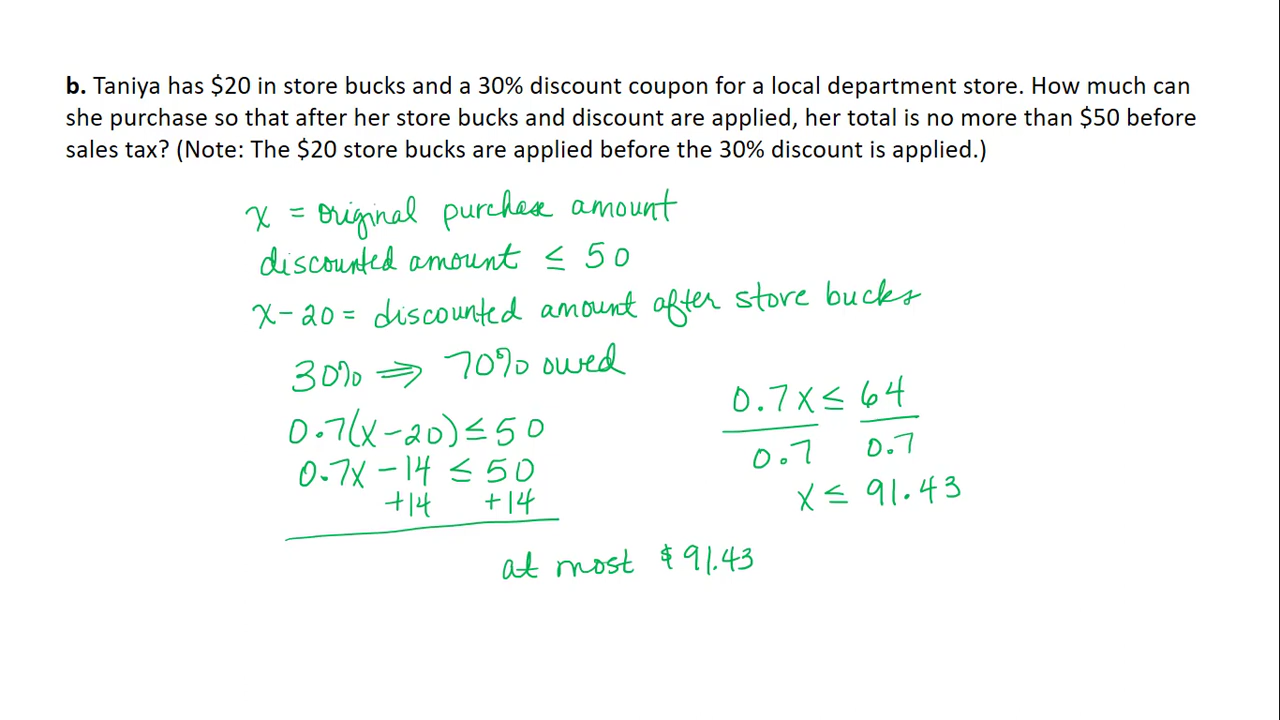 b. Taniya has $20 in store bucks and a 30% discount coupon for a local department store. How much can
she purchase so that after her store bucks and discount are applied, her total is no more than $50 before
sales tax? (Note: The $20 store bucks are applied before the 30% discount is applied.)
x = original purchase amount
discounted amount ≤ 50
x - 20 = discounted amount after store bucks
30% ⇒ 70% owed
0.7(x - 20) ≤ 50
0.7x - 14 ≤ 50
+14 +14
0.7x ≤ 64
0.7 0.7
x ≤ 91.43
at most $91.43